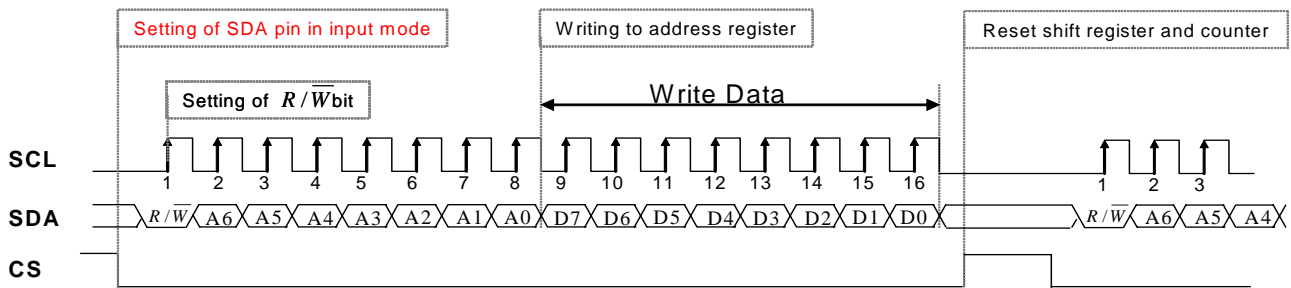 Setting of SDA pin in input mode
Writing to address register
Reset shift register and counter
Setting of R/W̅ bit
Write Data
SCL
1 2 3 4 5 6 7 8 9 10 11 12 13 14 15 16 1 2 3
SDA R/W̅ A6 A5 A4 A3 A2 A1 A0 D7 D6 D5 D4 D3 D2 D1 D0 R/W̅ A6 A5 A4
CS